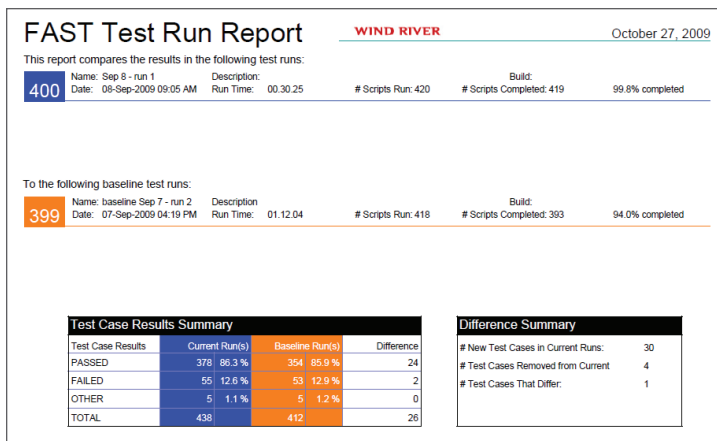 FAST Test Run Report
WIND RIVER
October 27, 2009
This report compares the results in the following test runs:
400
Name: Sep 8 - run 1 Description: Build:
Date: 08-Sep-2009 09:05 AM Run Time: 00.30.25 # Scripts Run: 420 # Scripts Completed: 419 99.8% completed
To the following baseline test runs:
399
Name: baseline Sep 7 - run 2 Description Build:
Date: 07-Sep-2009 04:19 PM Run Time: 01.12.04 # Scripts Run: 418 # Scripts Completed: 393 94.0% completed
Test Case Results Summary
Test Case Results Current Run(s) Baseline Run(s) Difference
PASSED 378 86.3 % 354 85.9 % 24
FAILED 55 12.6 % 53 12.9 % 2
OTHER 5 1.1 % 5 1.2 % 0
TOTAL 438 412 26
Difference Summary
# New Test Cases in Current Runs: 30
# Test Cases Removed from Current 4
# Test Cases That Differ: 1